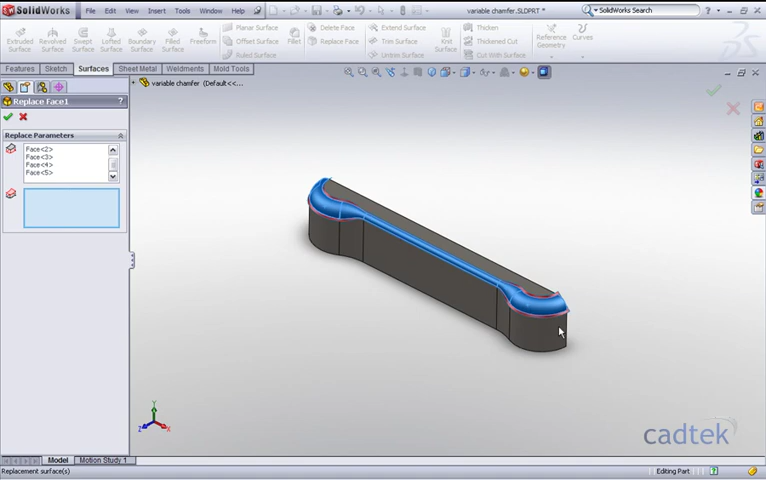 SolidWorks File Edit View Insert Tools Window Help variable chamfer.SLDPRT * SolidWorks Search
Extruded Surface Revolved Surface Swept Surface Lofted Surface Boundary Surface Filled Surface Freeform Planar Surface Offset Surface Ruled Surface Fillet Delete Face Replace Face Extend Surface Trim Surface Untrim Surface Knit Surface Thicken Thickened Cut Cut With Surface Reference Geometry Curves
Features Sketch Surfaces Sheet Metal Weldments Mold Tools
variable chamfer (Default<<...
Replace Face1 ?
Replace Parameters
Face<2>
Face<3>
Face<4>
Face<5>
Y
Z X
cadtek
Model Motion Study 1
Replacement surface(s) Editing Part